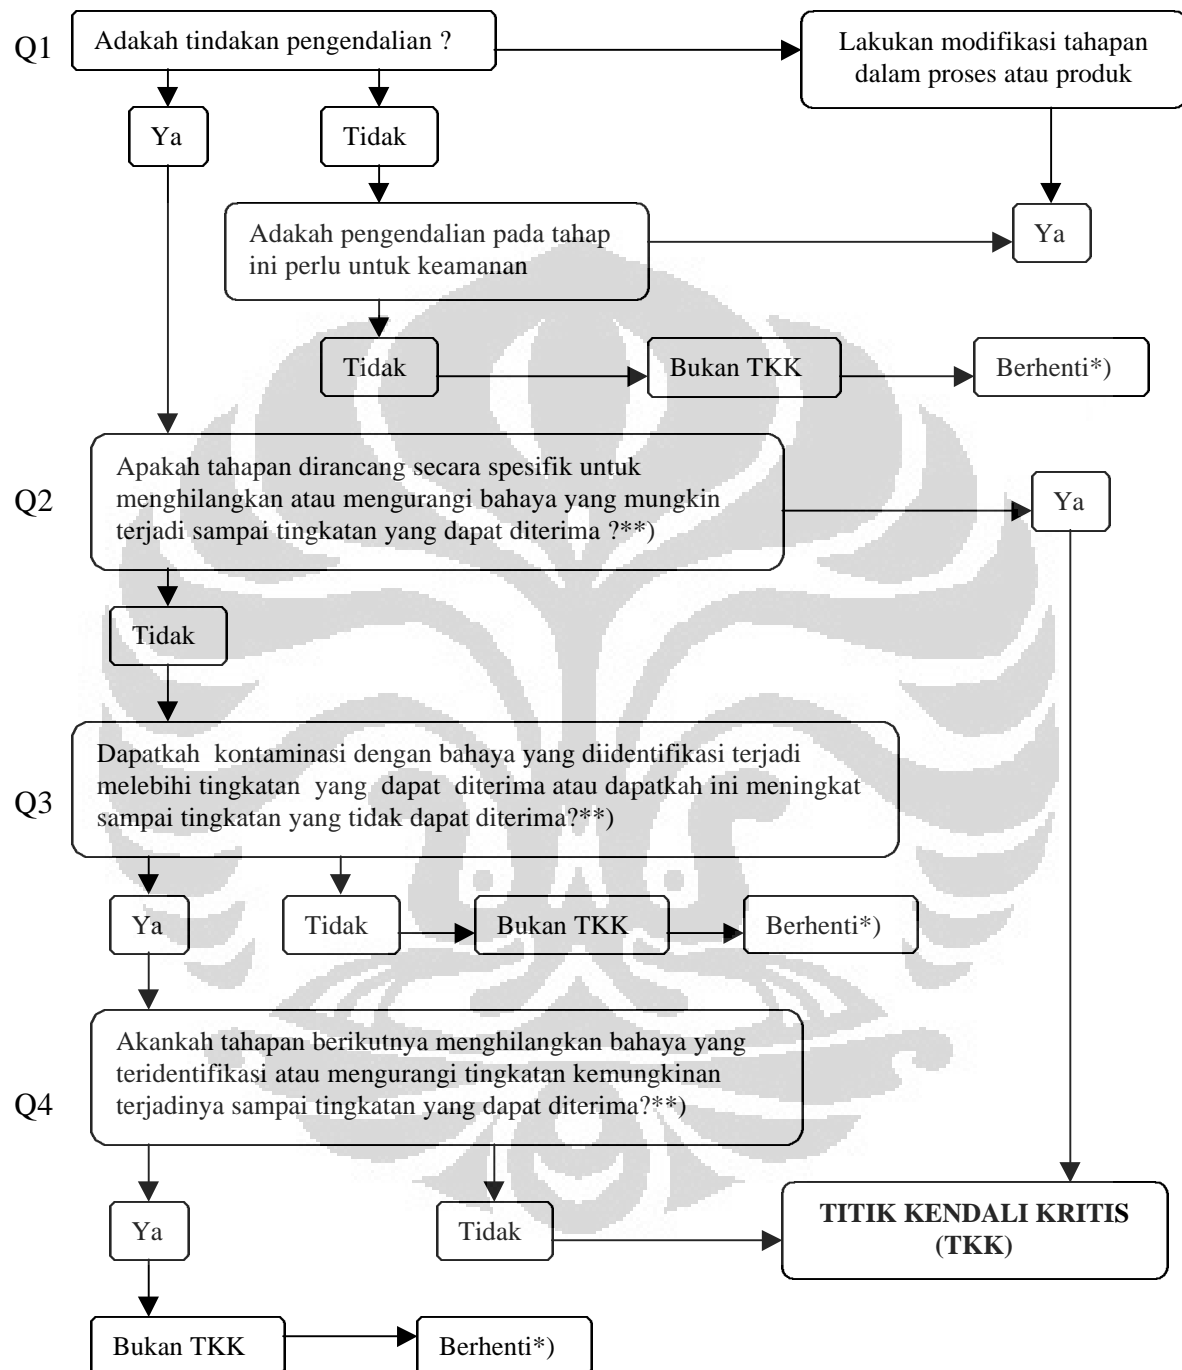 Q1
Adakah tindakan pengendalian ?
Lakukan modifikasi tahapan
dalam proses atau produk
Ya
Tidak
Adakah pengendalian pada tahap
ini perlu untuk keamanan
Ya
Tidak
Bukan TKK
Berhenti*)
Q2
Apakah tahapan dirancang secara spesifik untuk
menghilangkan atau mengurangi bahaya yang mungkin
terjadi sampai tingkatan yang dapat diterima ?**)
Ya
Tidak
Q3
Dapatkah kontaminasi dengan bahaya yang diidentifikasi terjadi
melebihi tingkatan yang dapat diterima atau dapatkah ini meningkat
sampai tingkatan yang tidak dapat diterima?**)
Ya
Tidak
Bukan TKK
Berhenti*)
Q4
Akankah tahapan berikutnya menghilangkan bahaya yang
teridentifikasi atau mengurangi tingkatan kemungkinan
terjadinya sampai tingkatan yang dapat diterima?**)
Ya
Tidak
TITIK KENDALI KRITIS
(TKK)
Bukan TKK
Berhenti*)